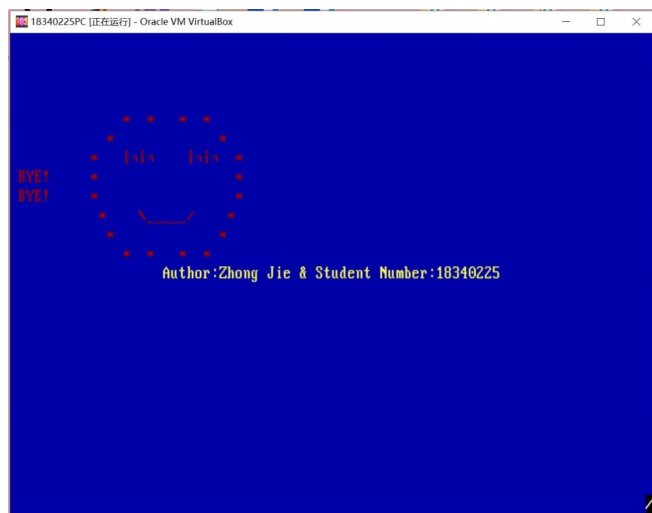 18340225PC [正在运行] - Oracle VM VirtualBox
BYE!
BYE!
Author:Zhong Jie & Student Number:18340225